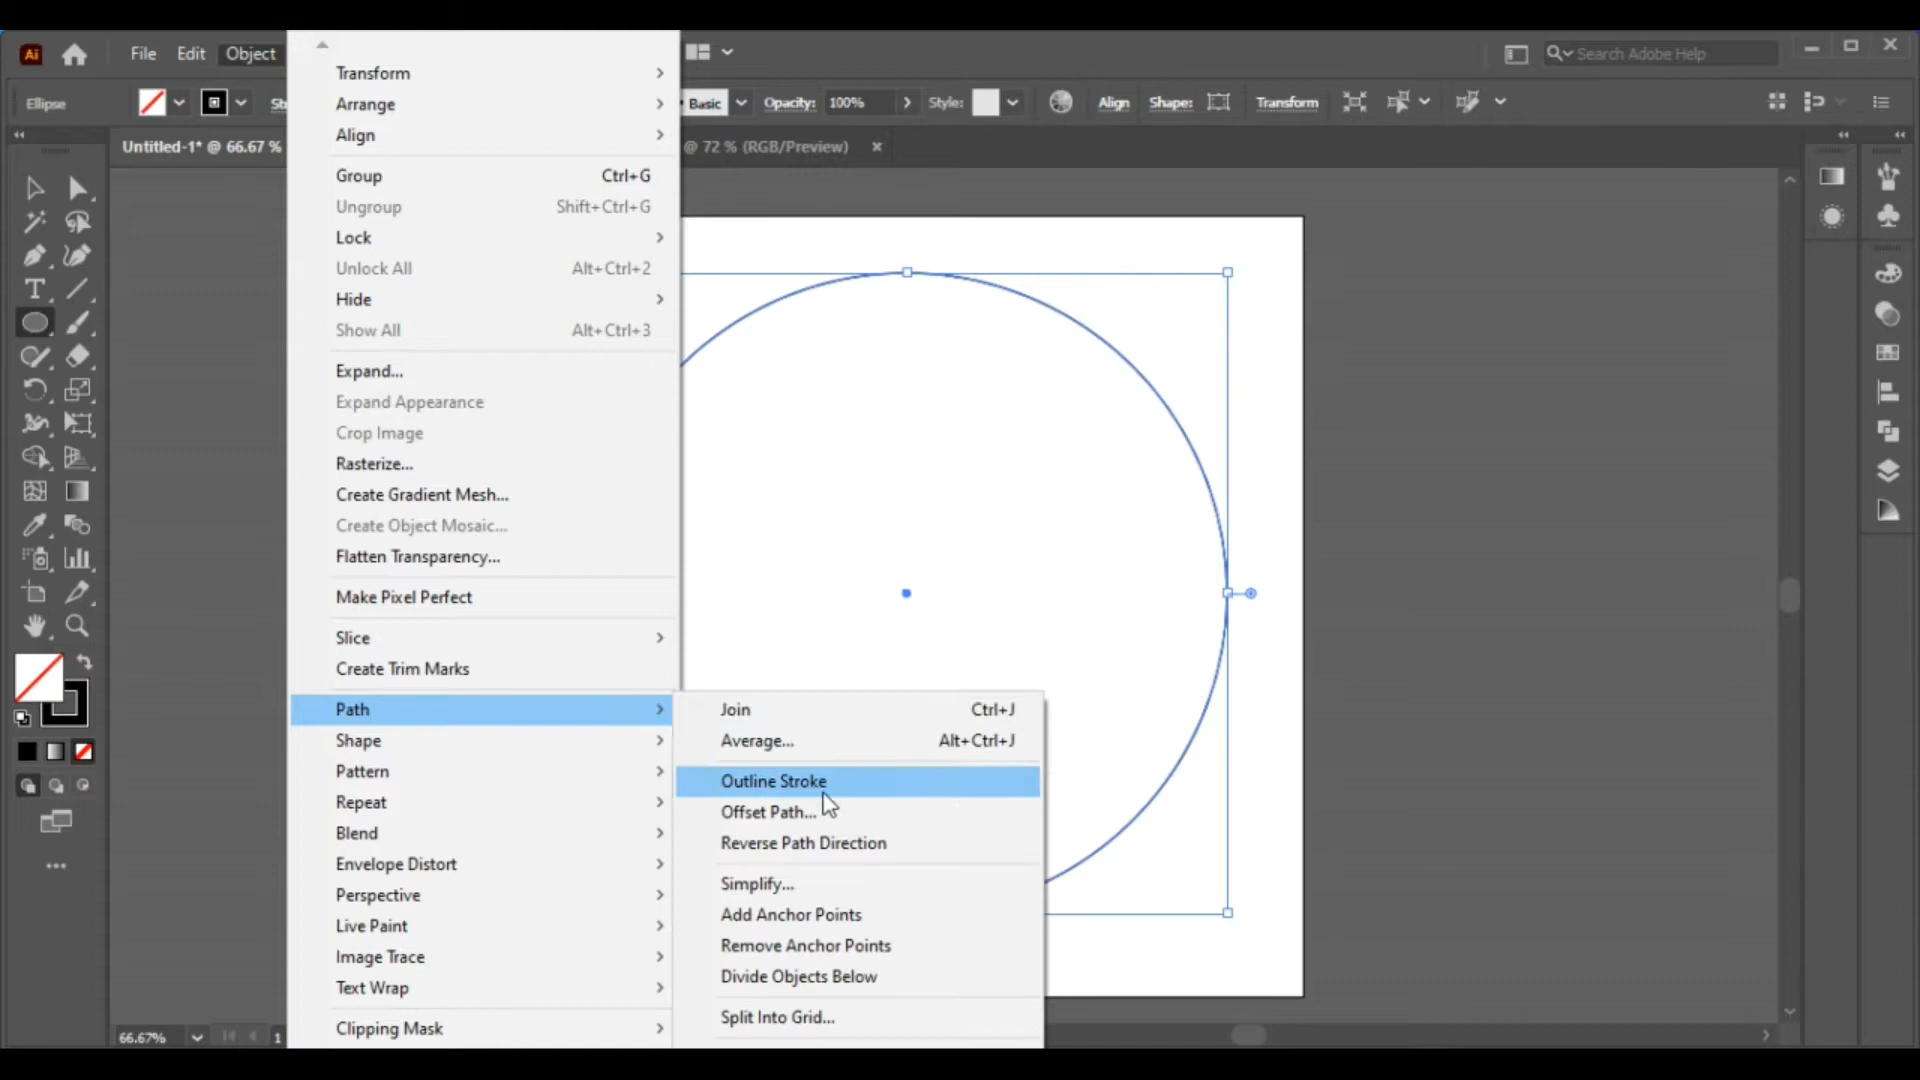 Ai
File
Edit
Object
Search Adobe Help
Ellipse
Basic
Opacity:
100%
Style:
Align
Shape:
Transform
Untitled-1* @ 66.67 %
@ 72 % (RGB/Preview)
Transform
Arrange
Align
Group Ctrl+G
Ungroup Shift+Ctrl+G
Lock
Unlock All Alt+Ctrl+2
Hide
Show All Alt+Ctrl+3
Expand...
Expand Appearance
Crop Image
Rasterize...
Create Gradient Mesh...
Create Object Mosaic...
Flatten Transparency...
Make Pixel Perfect
Slice
Create Trim Marks
Path
Shape
Pattern
Repeat
Blend
Envelope Distort
Perspective
Live Paint
Image Trace
Text Wrap
Clipping Mask
Join Ctrl+J
Average... Alt+Ctrl+J
Outline Stroke
Offset Path...
Reverse Path Direction
Simplify...
Add Anchor Points
Remove Anchor Points
Divide Objects Below
Split Into Grid...
66.67%
1